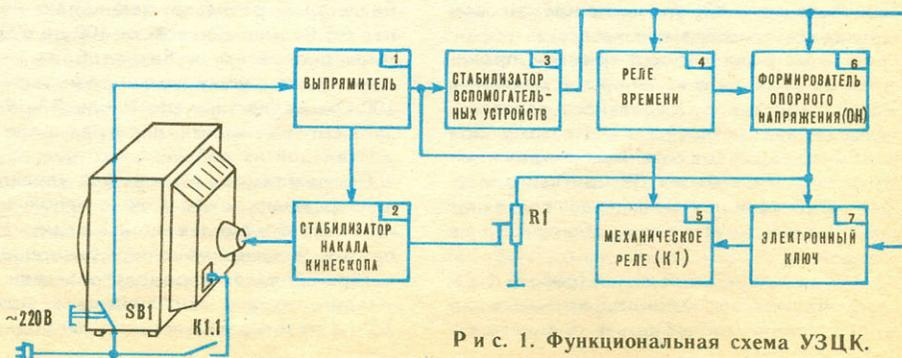 1
ВЫПРЯМИТЕЛЬ
3
СТАБИЛИЗАТОР
ВСПОМОГАТЕЛЬ-
НЫХ УСТРОЙСТВ
4
РЕЛЕ
ВРЕМЕНИ
6
ФОРМИРОВАТЕЛЬ
ОПОРНОГО
НАПРЯЖЕНИЯ(ОН)
2
СТАБИЛИЗАТОР
НАКАЛА
КИНЕСКОПА
R1
5
МЕХАНИЧЕСКОЕ
РЕЛЕ (К1)
7
ЭЛЕКТРОННЫЙ
КЛЮЧ
~220В
SB1
К1.1
Рис. 1. Функциональная схема УЗЦК.